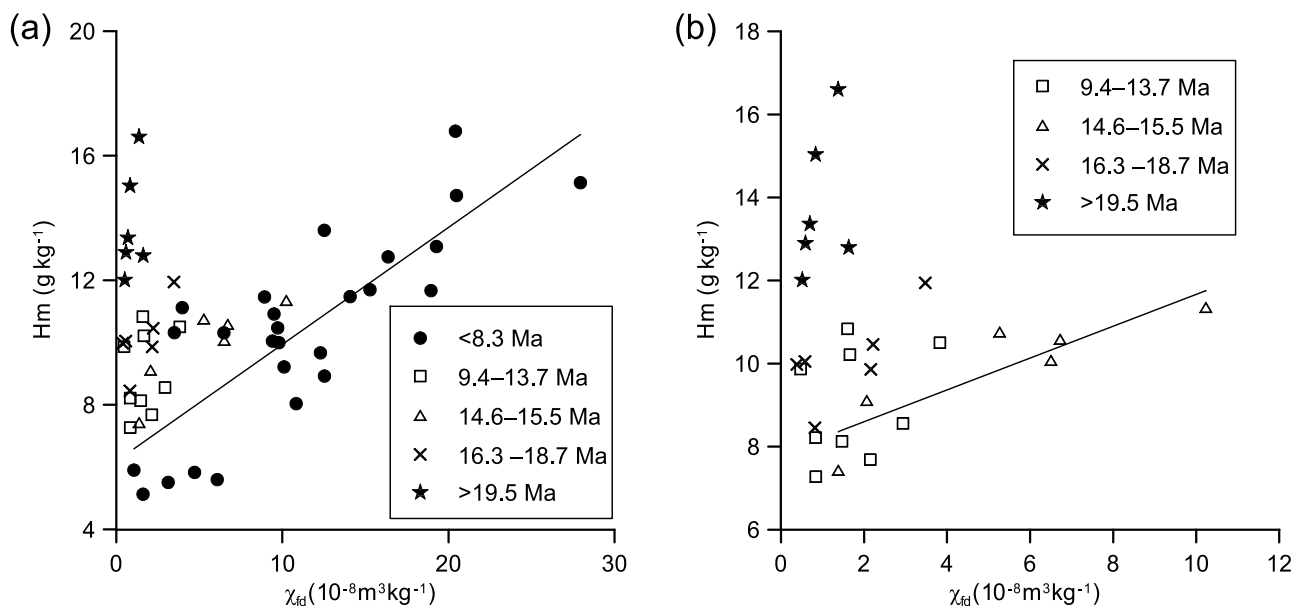 (a)
20
16
12
8
4
Hm (g kg⁻¹)
0
10
20
30
χfd(10⁻⁸m³kg⁻¹)
<8.3 Ma
9.4–13.7 Ma
14.6–15.5 Ma
16.3 –18.7 Ma
>19.5 Ma
(b)
18
16
14
12
10
8
6
Hm (g kg⁻¹)
0
2
4
6
8
10
12
χfd(10⁻⁸m³kg⁻¹)
9.4–13.7 Ma
14.6–15.5 Ma
16.3 –18.7 Ma
>19.5 Ma